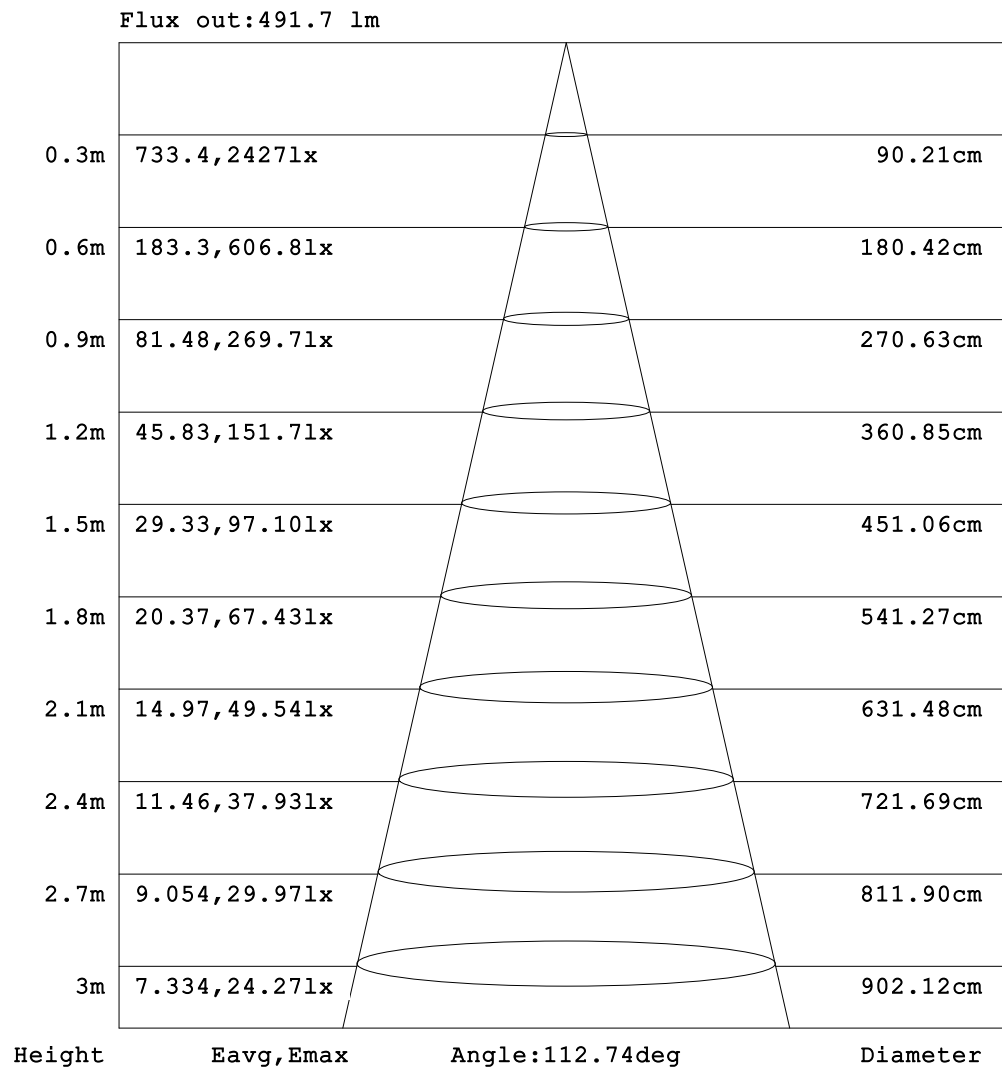 Flux out:491.7 lm
0.3m 733.4,2427lx 90.21cm
0.6m 183.3,606.8lx 180.42cm
0.9m 81.48,269.7lx 270.63cm
1.2m 45.83,151.7lx 360.85cm
1.5m 29.33,97.10lx 451.06cm
1.8m 20.37,67.43lx 541.27cm
2.1m 14.97,49.54lx 631.48cm
2.4m 11.46,37.93lx 721.69cm
2.7m 9.054,29.97lx 811.90cm
3m 7.334,24.27lx 902.12cm
Height Eavg,Emax Angle:112.74deg Diameter